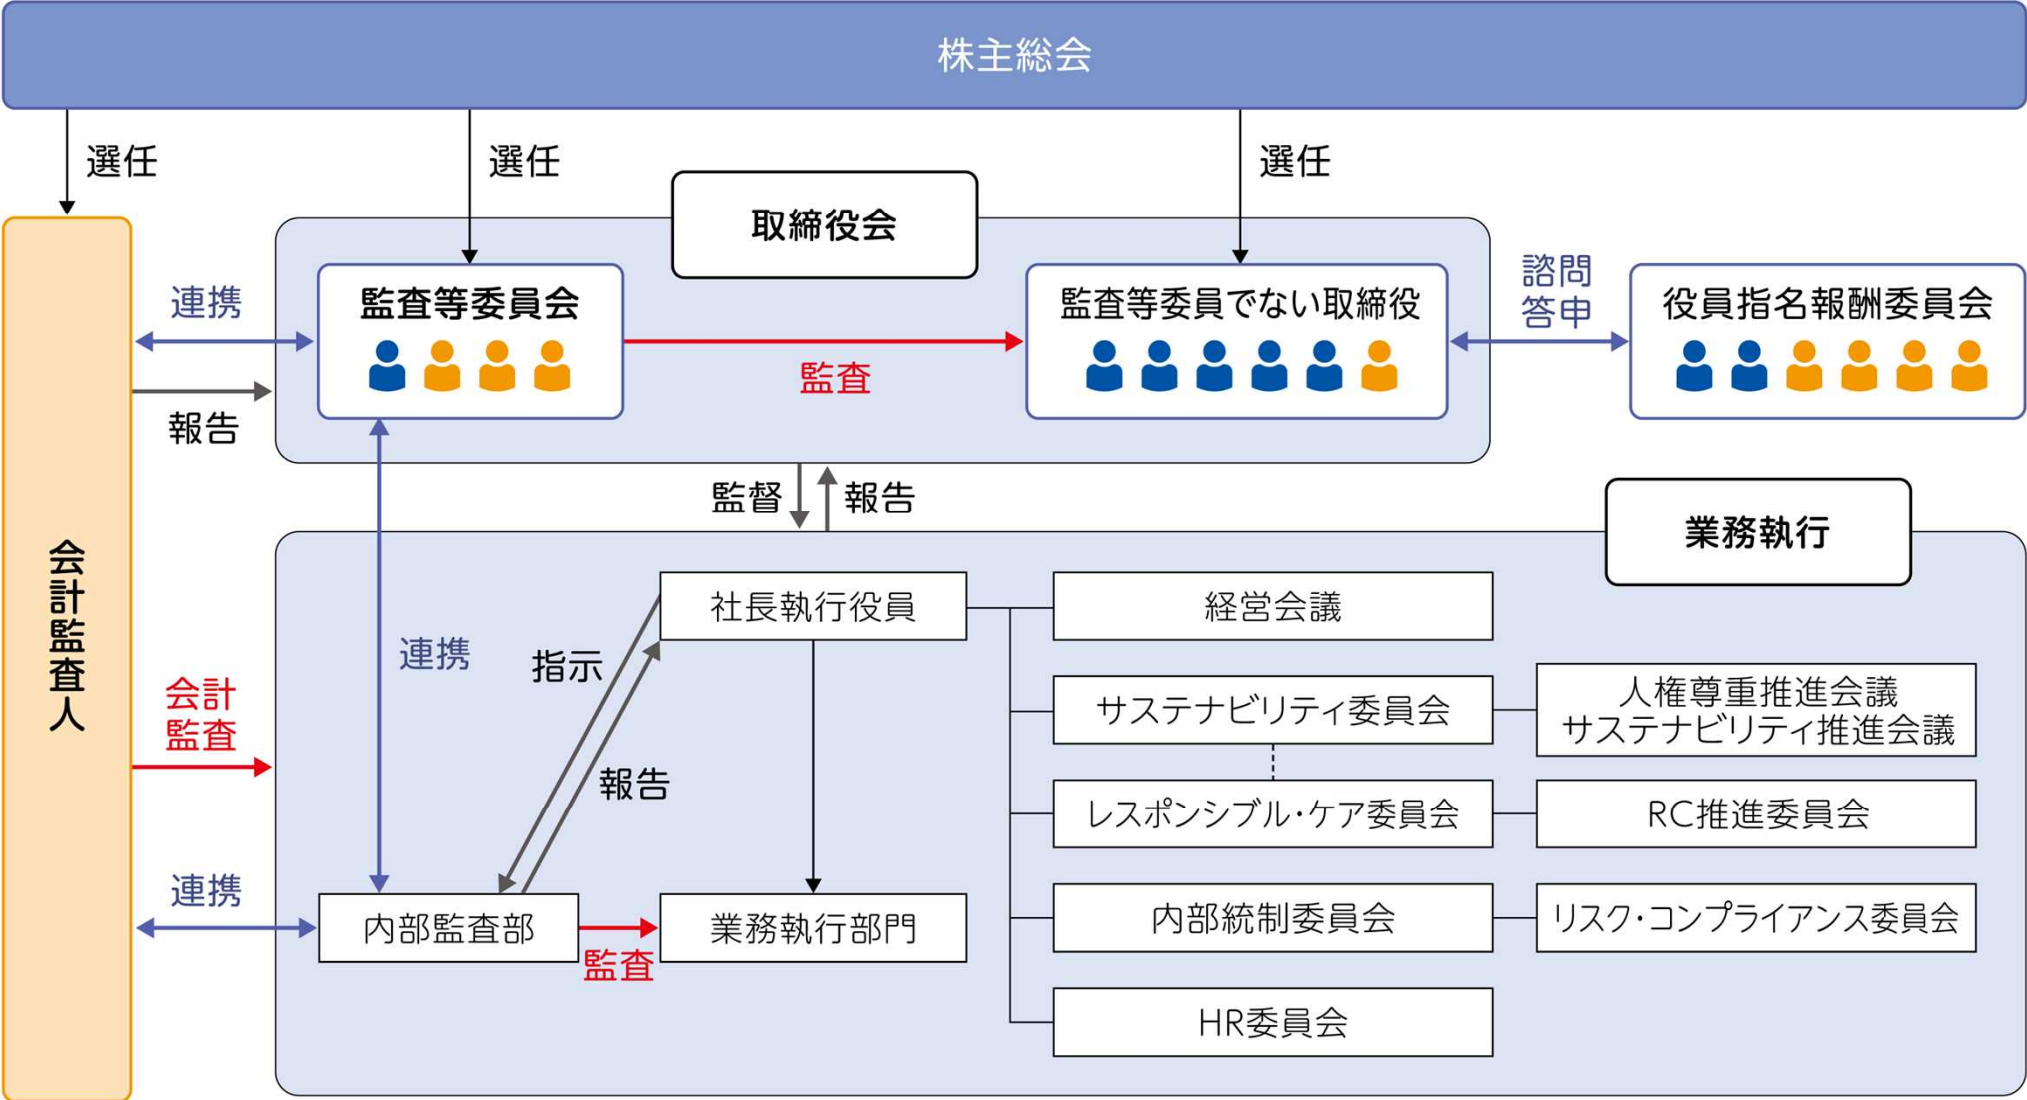 株主総会
選任
選任
選任
取締役会
連携
監査等委員会
監査
監査等委員でない取締役
諮問
答申
役員指名報酬委員会
報告
監督
報告
業務執行
会計監査人
社長執行役員
経営会議
連携
指示
サステナビリティ委員会
人権尊重推進会議
サステナビリティ推進会議
会計
監査
報告
レスポンシブル・ケア委員会
RC推進委員会
連携
内部監査部
監査
業務執行部門
内部統制委員会
リスク・コンプライアンス委員会
HR委員会